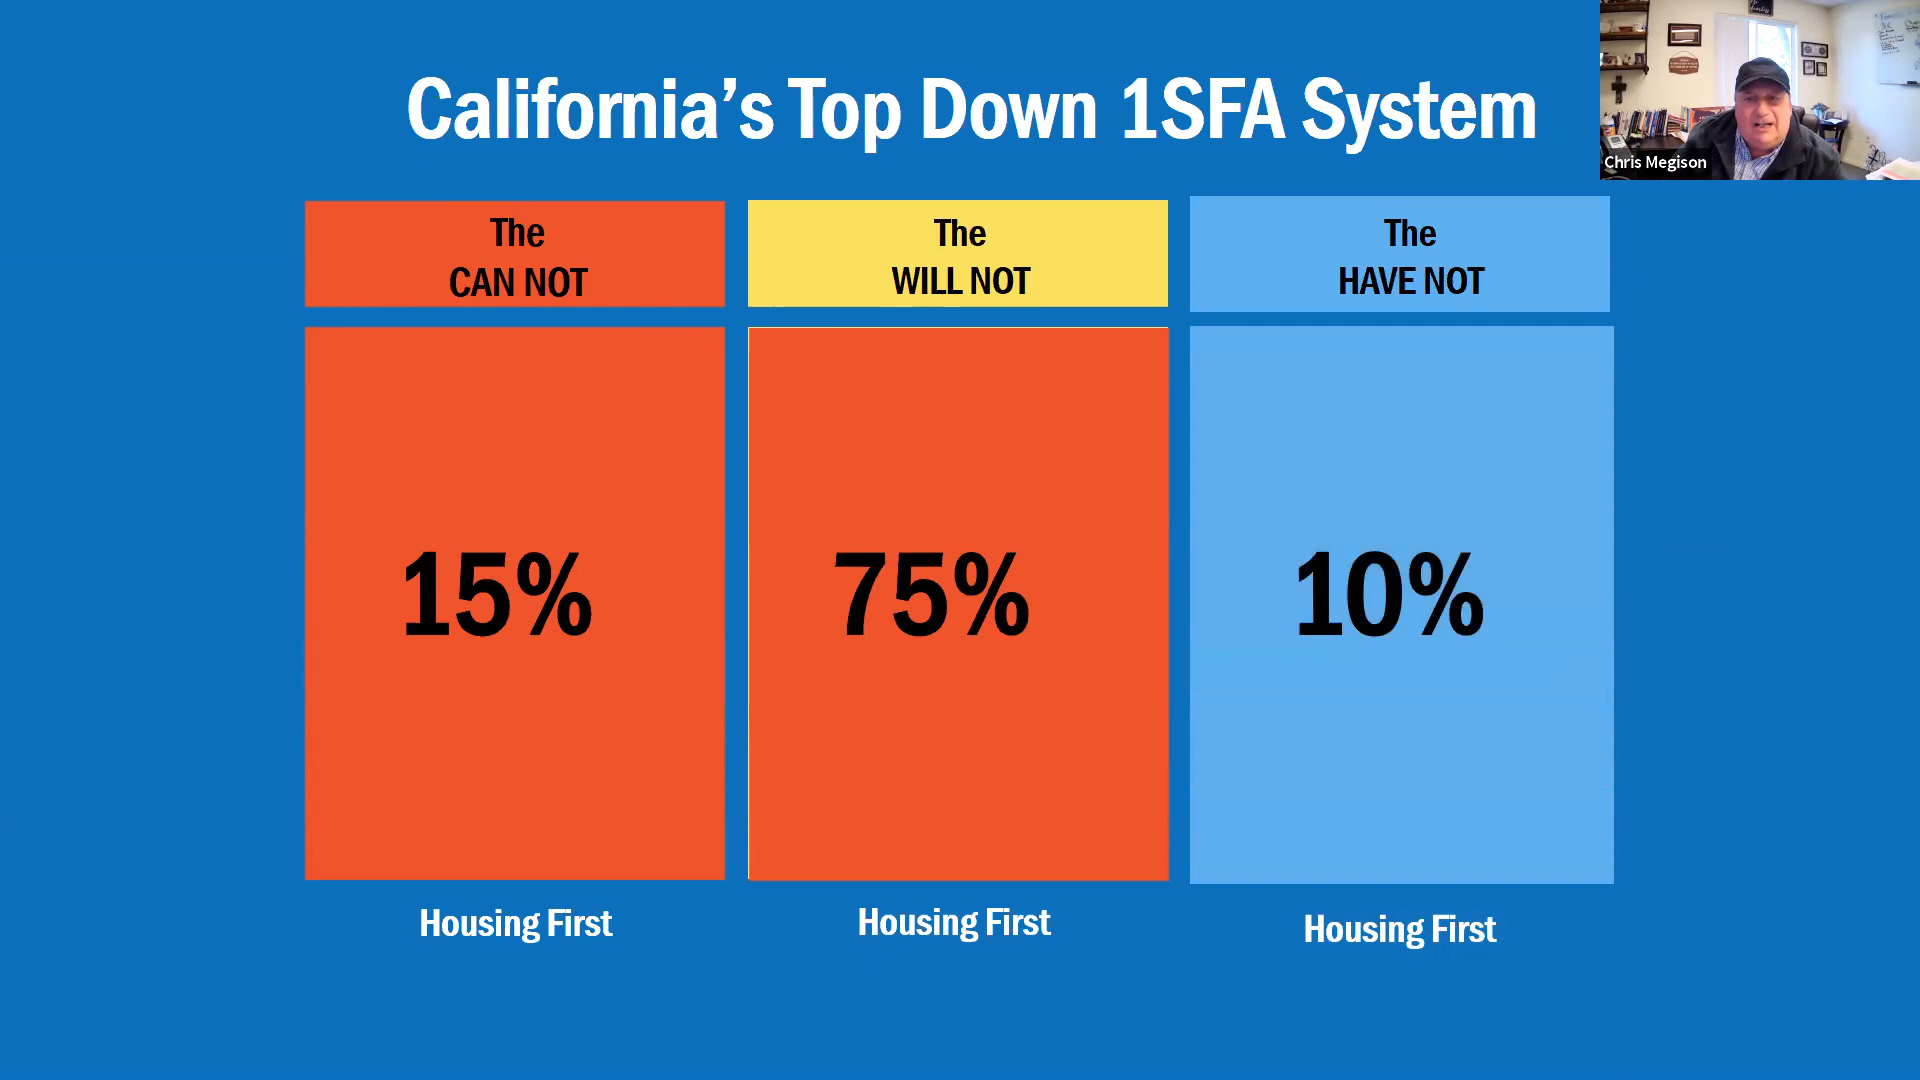 California’s Top Down 1SFA System
Chris Megison
The
CAN NOT
The
WILL NOT
The
HAVE NOT
15%
75%
10%
Housing First
Housing First
Housing First